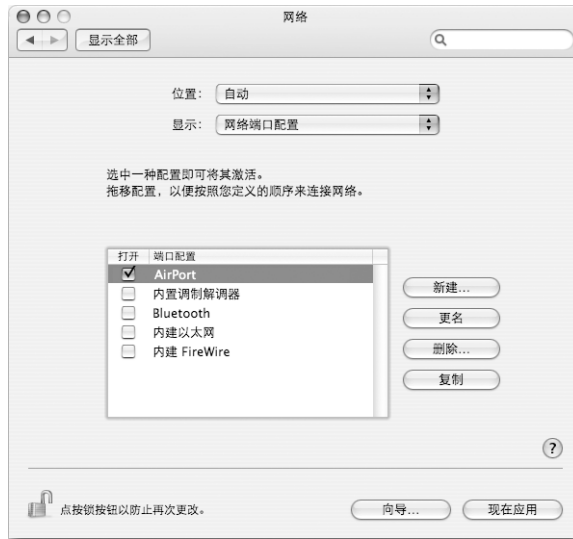 网络
显示全部
位置： 自动
显示： 网络端口配置
选中一种配置即可将其激活。
拖移配置，以便按照您定义的顺序来连接网络。
打开 端口配置
AirPort
内置调制解调器
Bluetooth
内建以太网
内建 FireWire
新建...
更名
删除...
复制
?
点按锁按钮以防止再次更改。
向导...
现在应用